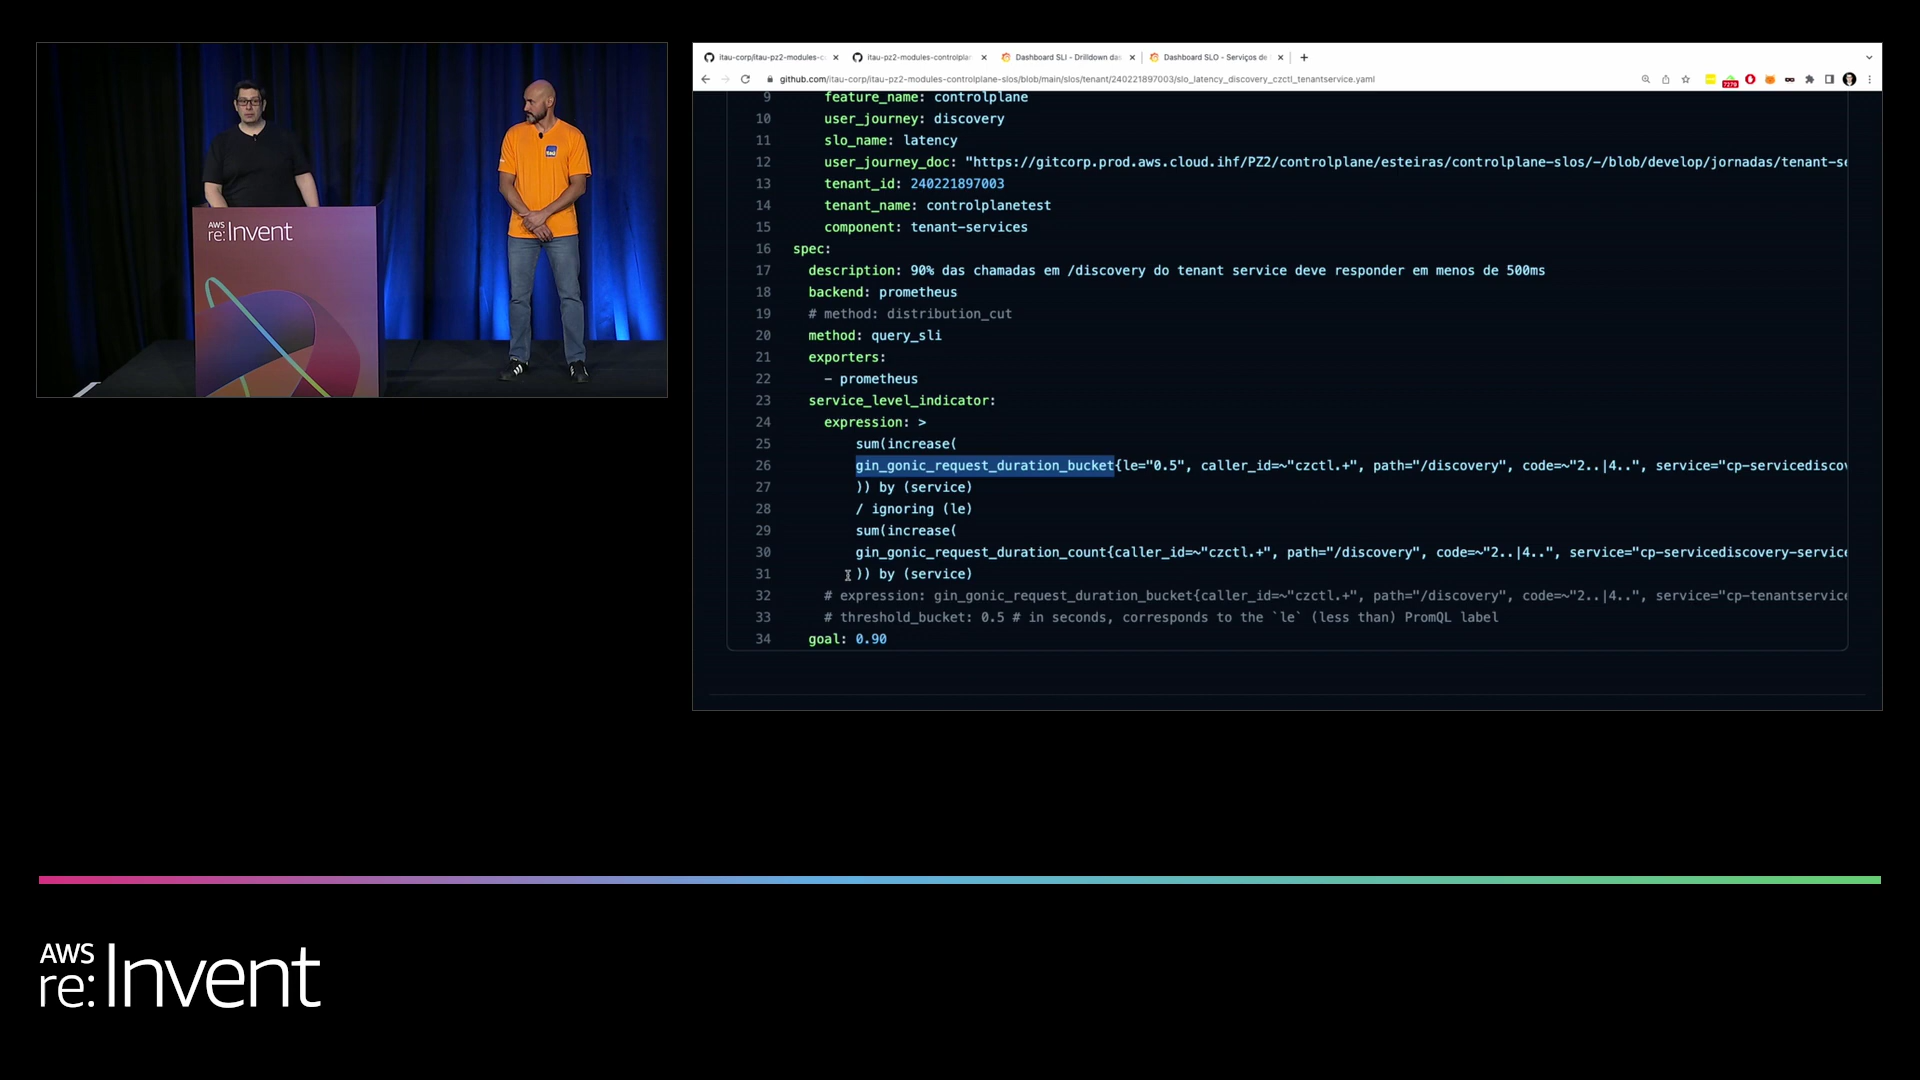 AWS
re:Invent
itau
itau-corp/itau-pz2-modules-c
itau-pz2-modules-controlplan
Dashboard SLI - Drilldown das
Dashboard SLO - Serviços de
github.com/itau-corp/itau-pz2-modules-controlplane-slos/blob/main/slos/tenant/240221897003/slo_latency_discovery_czctl_tenantservice.yaml
9 feature_name: controlplane
10 user_journey: discovery
11 slo_name: latency
12 user_journey_doc: "https://gitcorp.prod.aws.cloud.ihf/PZ2/controlplane/esteiras/controlplane-slos/-/blob/develop/jornadas/tenant-se
13 tenant_id: 240221897003
14 tenant_name: controlplanetest
15 component: tenant-services
16 spec:
17 description: 90% das chamadas em /discovery do tenant service deve responder em menos de 500ms
18 backend: prometheus
19 # method: distribution_cut
20 method: query_sli
21 exporters:
22 - prometheus
23 service_level_indicator:
24 expression: >
25 sum(increase(
26 gin_gonic_request_duration_bucket{le="0.5", caller_id=~"czctl.+", path="/discovery", code=~"2..|4..", service="cp-servicediscov
27 )) by (service)
28 / ignoring (le)
29 sum(increase(
30 gin_gonic_request_duration_count{caller_id=~"czctl.+", path="/discovery", code=~"2..|4..", service="cp-servicediscovery-service
31 )) by (service)
32 # expression: gin_gonic_request_duration_bucket{caller_id=~"czctl.+", path="/discovery", code=~"2..|4..", service="cp-tenantservice
33 # threshold_bucket: 0.5 # in seconds, corresponds to the `le` (less than) PromQL label
34 goal: 0.90
AWS
re:Invent